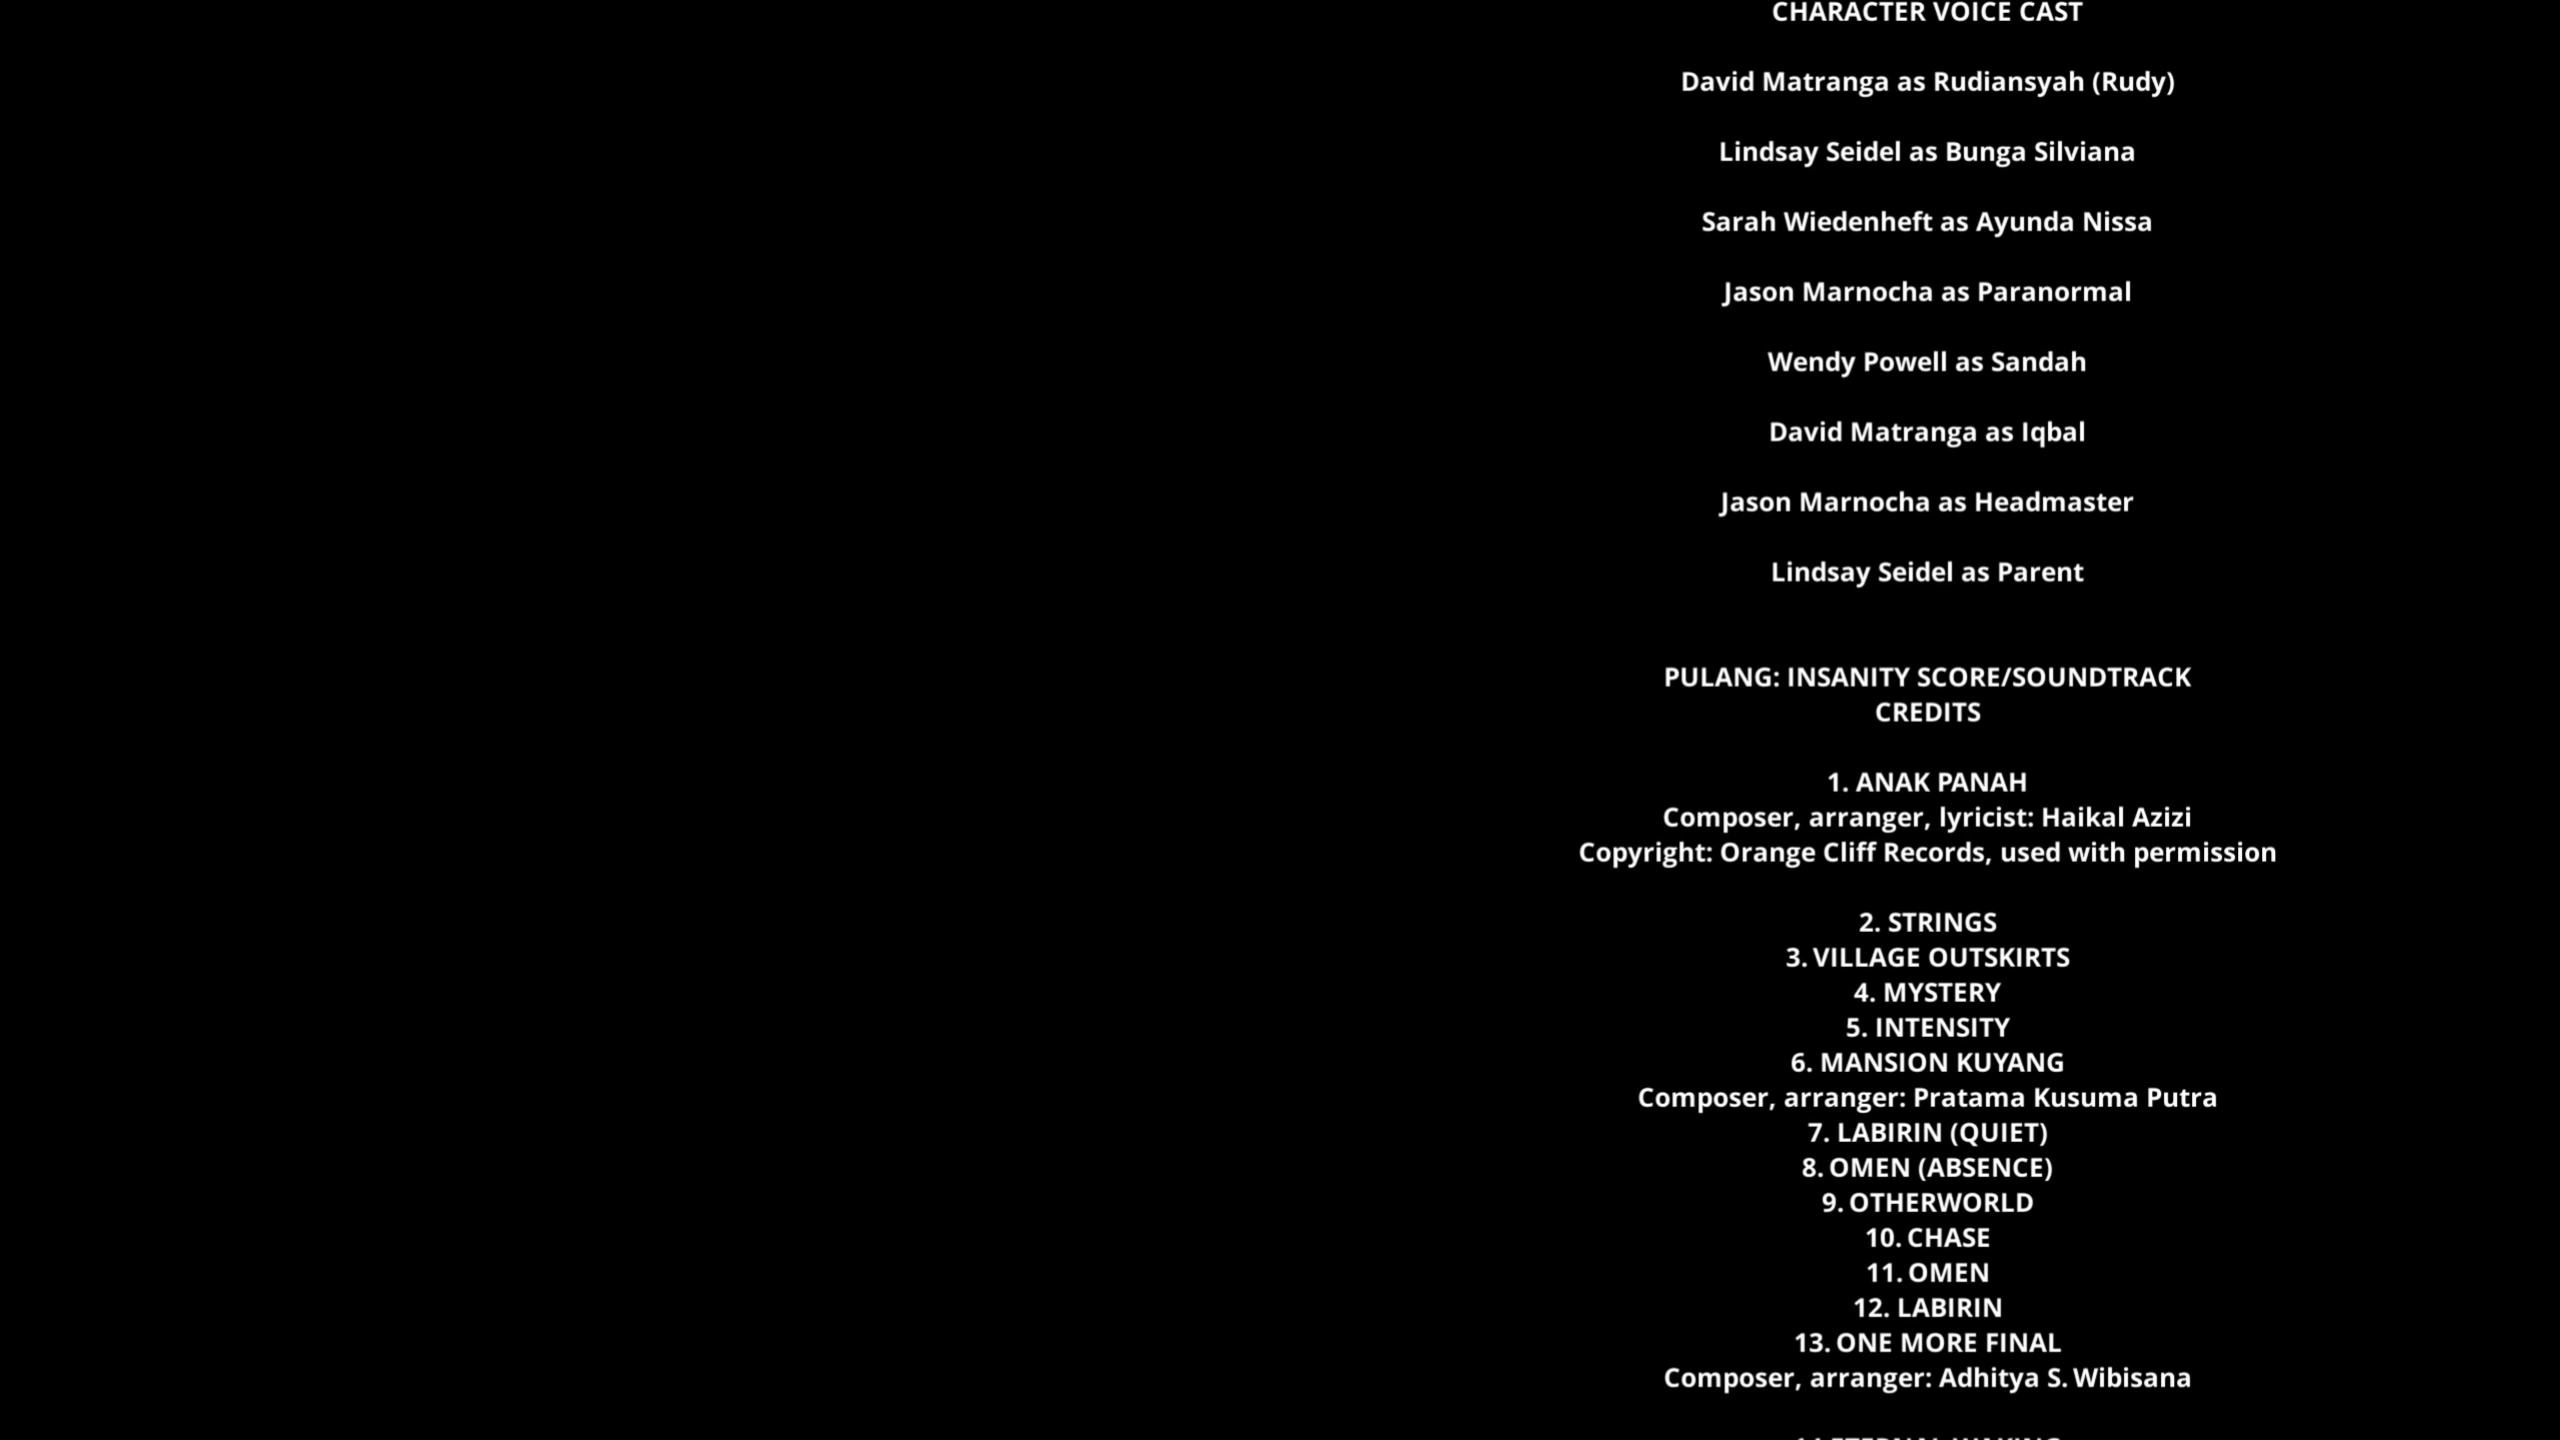 CHARACTER VOICE CAST
David Matranga as Rudiansyah (Rudy)
Lindsay Seidel as Bunga Silviana
Sarah Wiedenheft as Ayunda Nissa
Jason Marnocha as Paranormal
Wendy Powell as Sandah
David Matranga as Iqbal
Jason Marnocha as Headmaster
Lindsay Seidel as Parent
PULANG: INSANITY SCORE/SOUNDTRACK
CREDITS
1. ANAK PANAH
Composer, arranger, lyricist: Haikal Azizi
Copyright: Orange Cliff Records, used with permission
2. STRINGS
3. VILLAGE OUTSKIRTS
4. MYSTERY
5. INTENSITY
6. MANSION KUYANG
Composer, arranger: Pratama Kusuma Putra
7. LABIRIN (QUIET)
8. OMEN (ABSENCE)
9. OTHERWORLD
10. CHASE
11. OMEN
12. LABIRIN
13. ONE MORE FINAL
Composer, arranger: Adhitya S. Wibisana